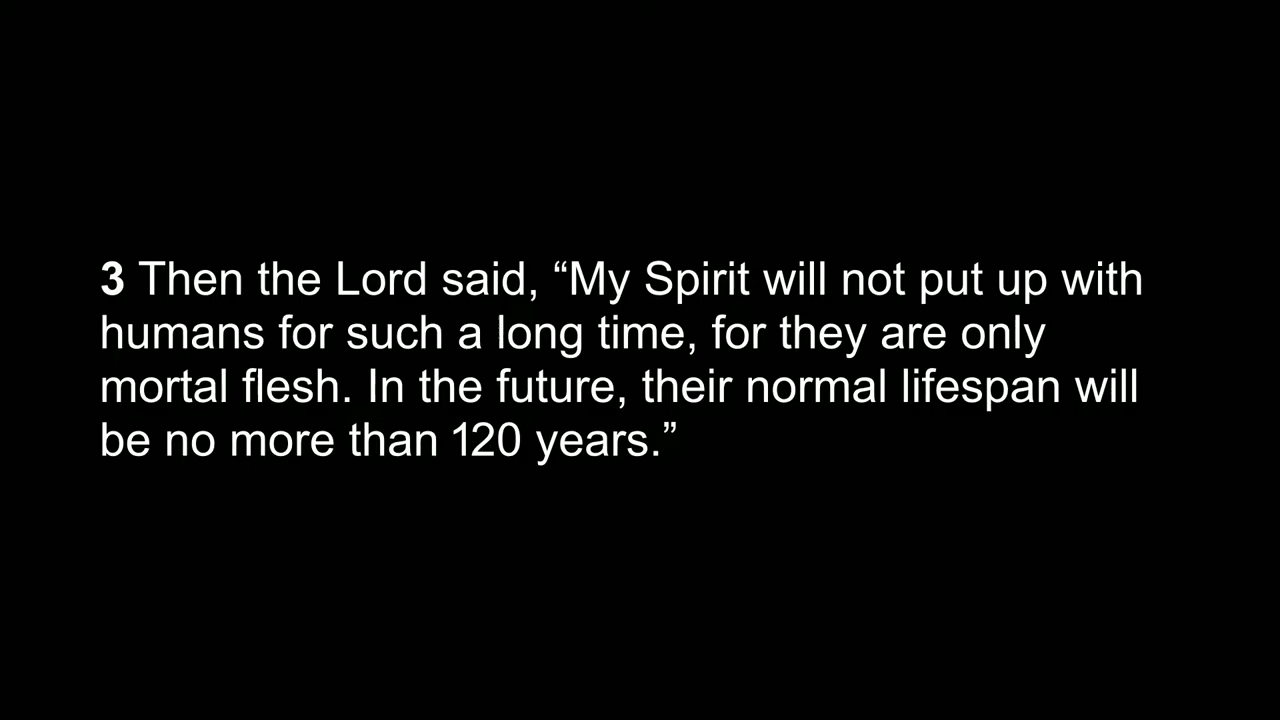 3 Then the Lord said, “My Spirit will not put up with
humans for such a long time, for they are only
mortal flesh. In the future, their normal lifespan will
be no more than 120 years.”